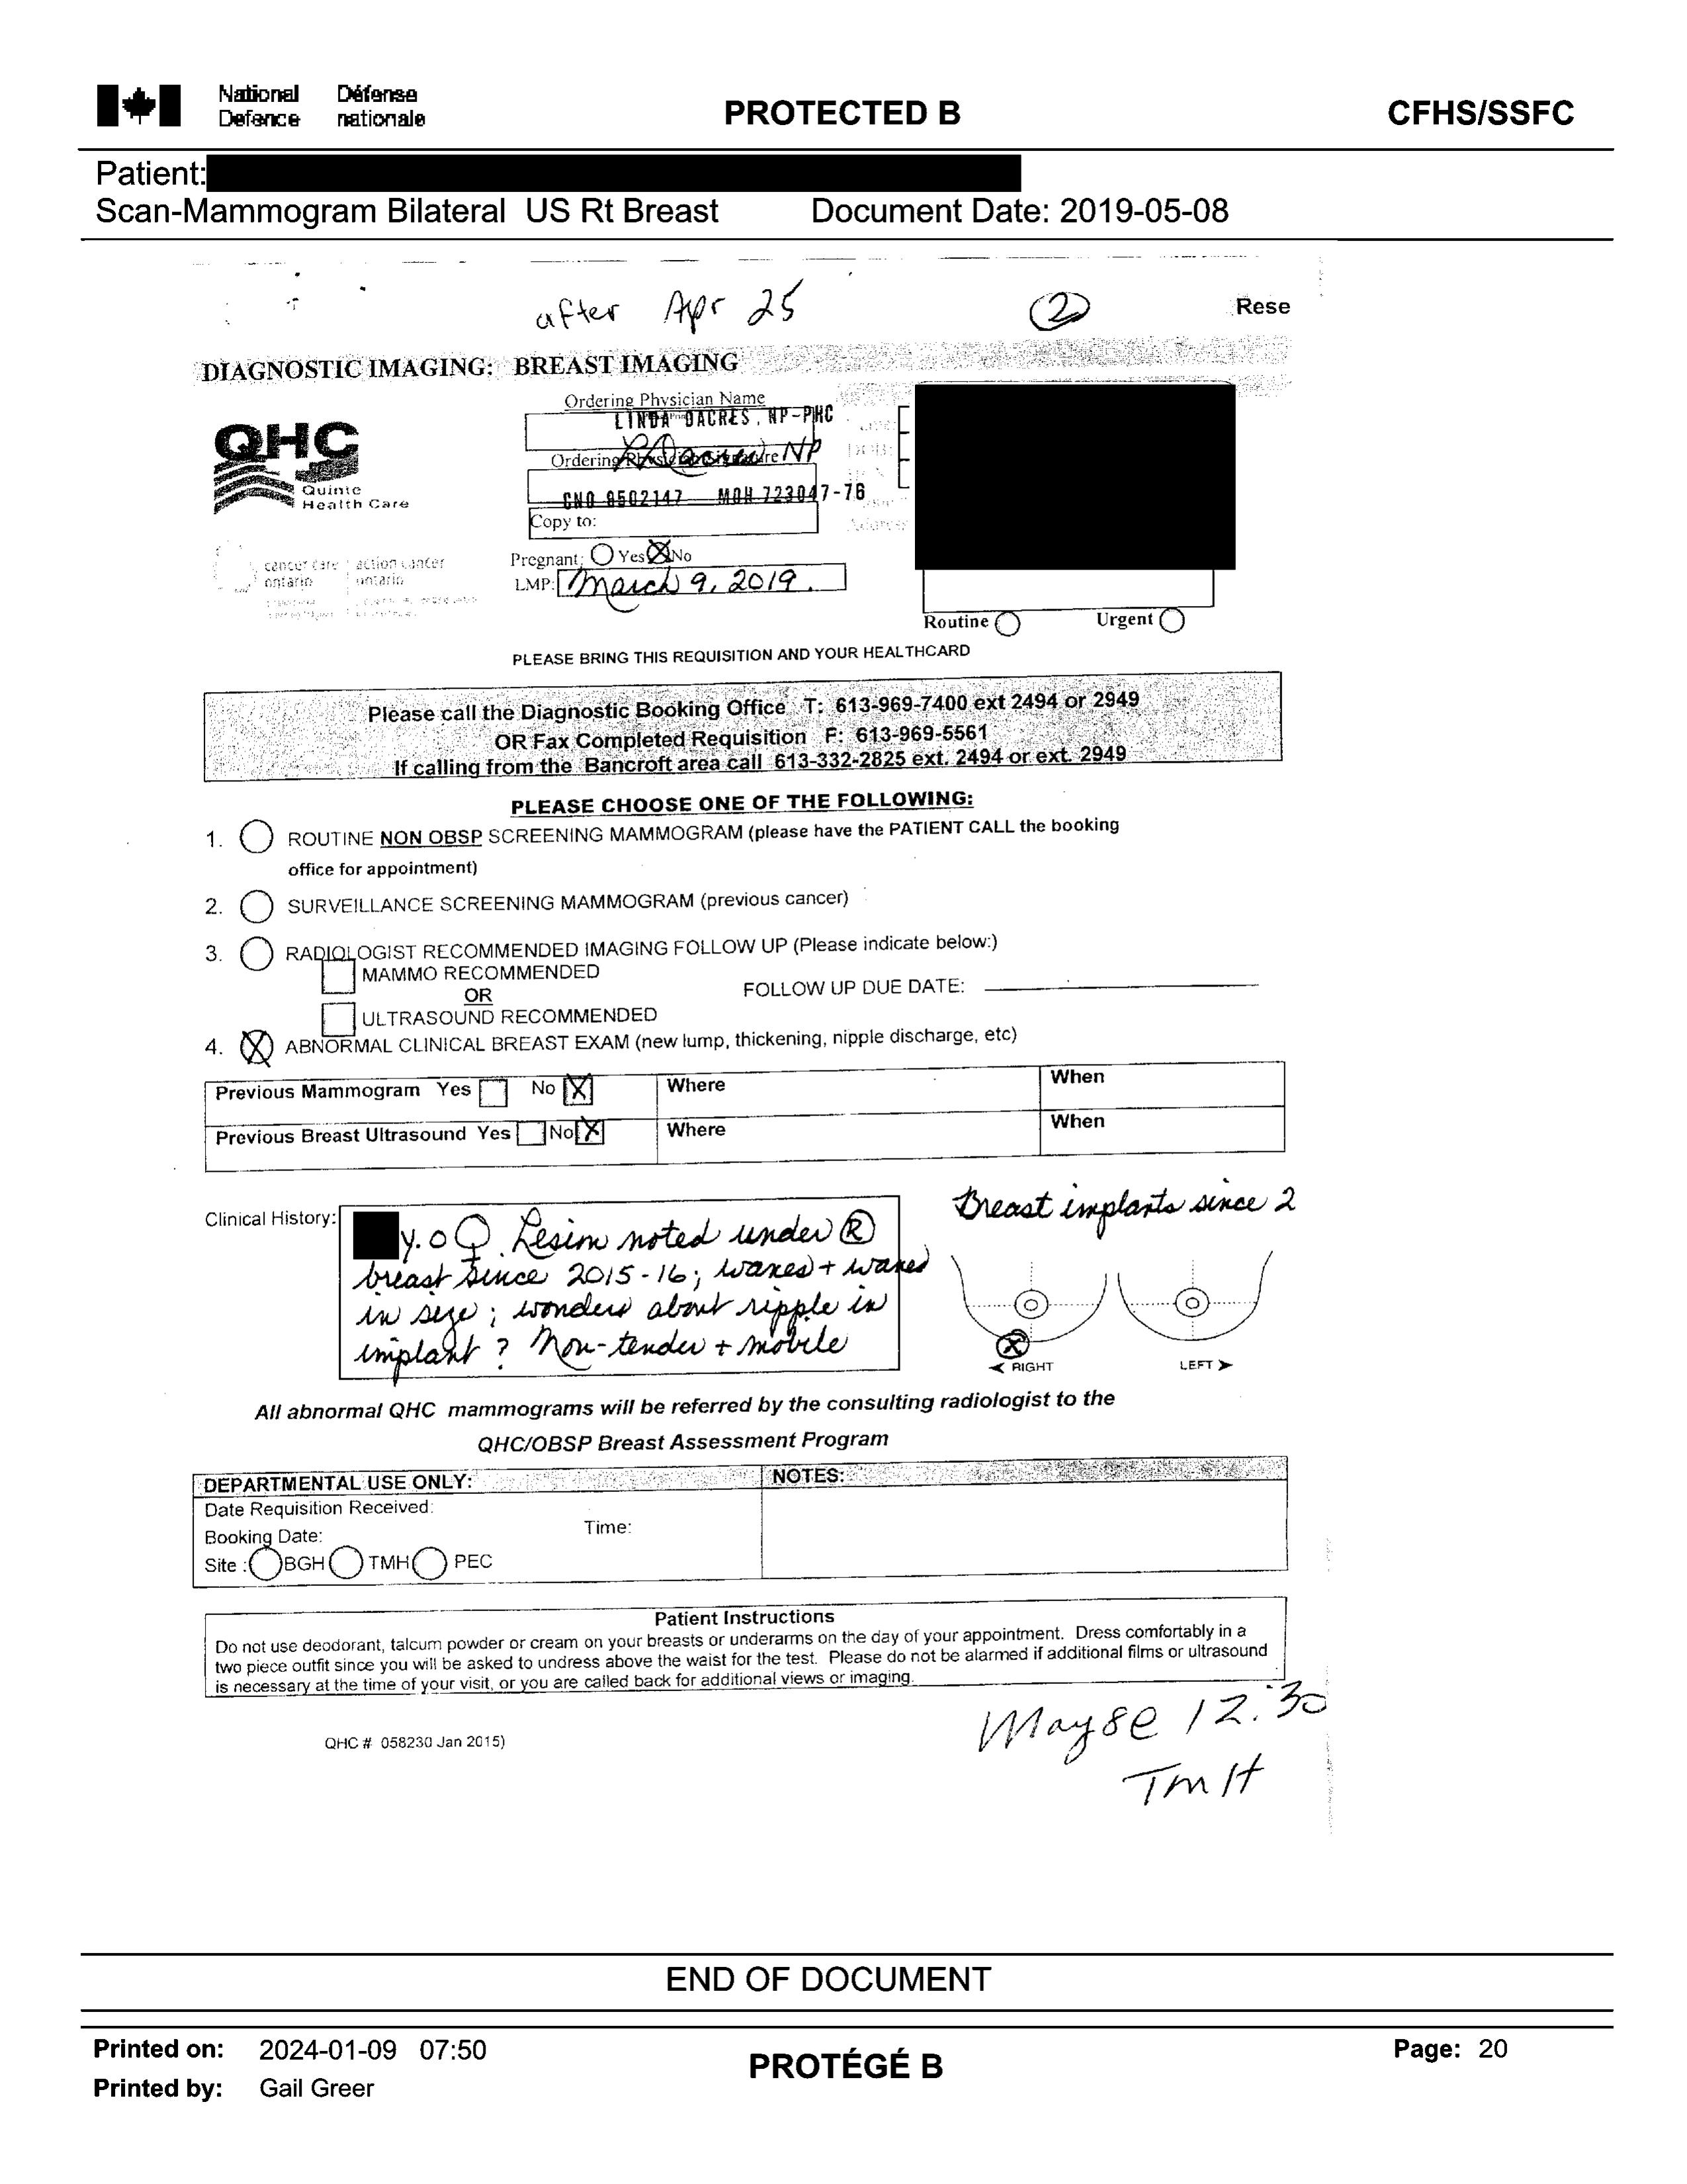 National Défense
Defence nationale
PROTECTED B
CFHS/SSFC
Patient:
Scan-Mammogram Bilateral US Rt Breast Document Date: 2019-05-08
after Apr 25 2 Rese
DIAGNOSTIC IMAGING: BREAST IMAGING
Ordering Physician Name
LINDA DACRES, NP-PHC
QHC
Quinte
Health Care
Ordering Physician Signature
LDacres NP
CNO 9502147 MOH 723047-76
Copy to:
cancer care action cancer
ontario ontario
Pregnant: Yes No
LMP: March 9, 2019.
Routine Urgent
PLEASE BRING THIS REQUISITION AND YOUR HEALTHCARD
Please call the Diagnostic Booking Office T: 613-969-7400 ext 2494 or 2949
OR Fax Completed Requisition F: 613-969-5561
If calling from the Bancroft area call 613-332-2825 ext. 2494 or ext. 2949
PLEASE CHOOSE ONE OF THE FOLLOWING:
1. ROUTINE NON OBSP SCREENING MAMMOGRAM (please have the PATIENT CALL the booking
office for appointment)
2. SURVEILLANCE SCREENING MAMMOGRAM (previous cancer)
3. RADIOLOGIST RECOMMENDED IMAGING FOLLOW UP (Please indicate below:)
MAMMO RECOMMENDED
OR
FOLLOW UP DUE DATE:
ULTRASOUND RECOMMENDED
4. X ABNORMAL CLINICAL BREAST EXAM (new lump, thickening, nipple discharge, etc)
Previous Mammogram Yes No X Where When
Previous Breast Ultrasound Yes No X Where When
Clinical History:
y.o ♀. Lesion noted under Ⓡ
breast since 2015-16; waxes + wanes
in size; wonders about ripple in
implant? Non-tender + mobile
Breast implants since 2
X
RIGHT LEFT
All abnormal QHC mammograms will be referred by the consulting radiologist to the
QHC/OBSP Breast Assessment Program
DEPARTMENTAL USE ONLY: NOTES:
Date Requisition Received:
Booking Date: Time:
Site: BGH TMH PEC
Patient Instructions
Do not use deodorant, talcum powder or cream on your breasts or underarms on the day of your appointment. Dress comfortably in a
two piece outfit since you will be asked to undress above the waist for the test. Please do not be alarmed if additional films or ultrasound
is necessary at the time of your visit, or you are called back for additional views or imaging.
May 8 @ 12:30
TMH
QHC # 058230 Jan 2015)
END OF DOCUMENT
Printed on: 2024-01-09 07:50
Printed by: Gail Greer
PROTÉGÉ B
Page: 20